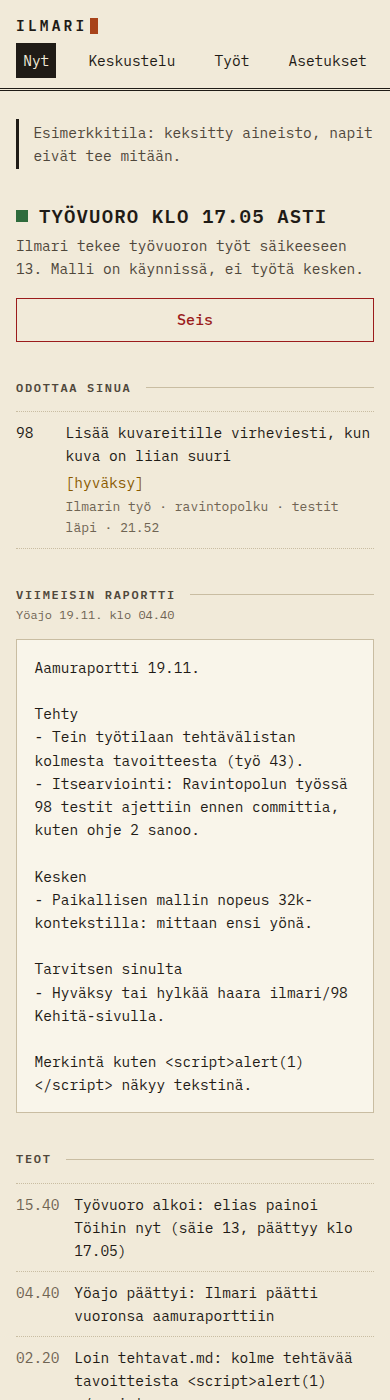 ILMARI
Nyt Keskustelu Työt Asetukset
Esimerkkitila: keksitty aineisto, napit
eivät tee mitään.
TYÖVUORO KLO 17.05 ASTI
Ilmari tekee työvuoron työt säikeeseen
13. Malli on käynnissä, ei työtä kesken.
Seis
ODOTTAA SINUA
98 Lisää kuvareitille virheviesti, kun
kuva on liian suuri
[hyväksy]
Ilmarin työ · ravintopolku · testit
läpi · 21.52
VIIMEISIN RAPORTTI
Yöajo 19.11. klo 04.40
Aamuraportti 19.11.
Tehty
- Tein työtilaan tehtävälistan
kolmesta tavoitteesta (työ 43).
- Itsearviointi: Ravintopolun työssä
98 testit ajettiin ennen committia,
kuten ohje 2 sanoo.
Kesken
- Paikallisen mallin nopeus 32k-
kontekstilla: mittaan ensi yönä.
Tarvitsen sinulta
- Hyväksy tai hylkää haara ilmari/98
Kehitä-sivulla.
Merkintä kuten <script>alert(1)
</script> näkyy tekstinä.
TEOT
15.40 Työvuoro alkoi: elias painoi
Töihin nyt (säie 13, päättyy klo
17.05)
04.40 Yöajo päättyi: Ilmari päätti
vuoronsa aamuraporttiin
02.20 Loin tehtavat.md: kolme tehtävää
tavoitteista <script>alert(1)